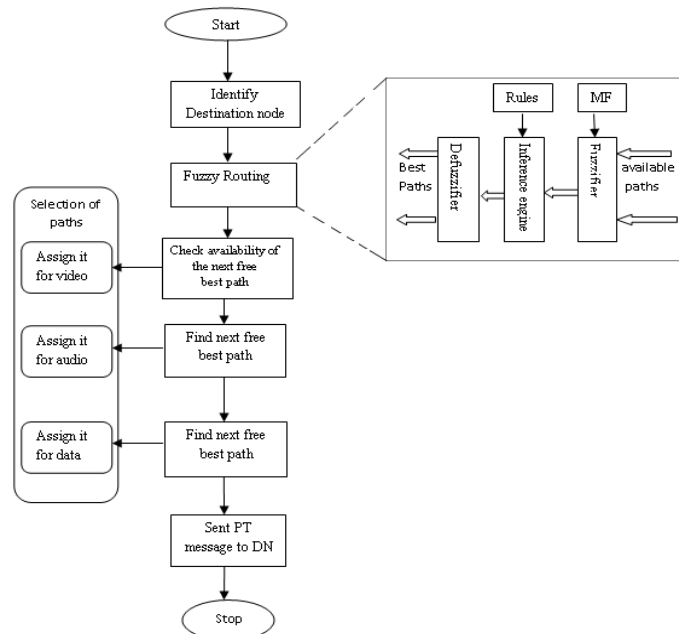 Start
Identify
Destination node
Fuzzy Routing
Rules
MF
Best
Paths
Defuzzifier
Inference engine
Fuzzifier
available
paths
Selection of
paths
Check availability of
the next free
best path
Assign it
for video
Find next free
best path
Assign it
for audio
Find next free
best path
Assign it
for data
Sent PT
message to DN
Stop